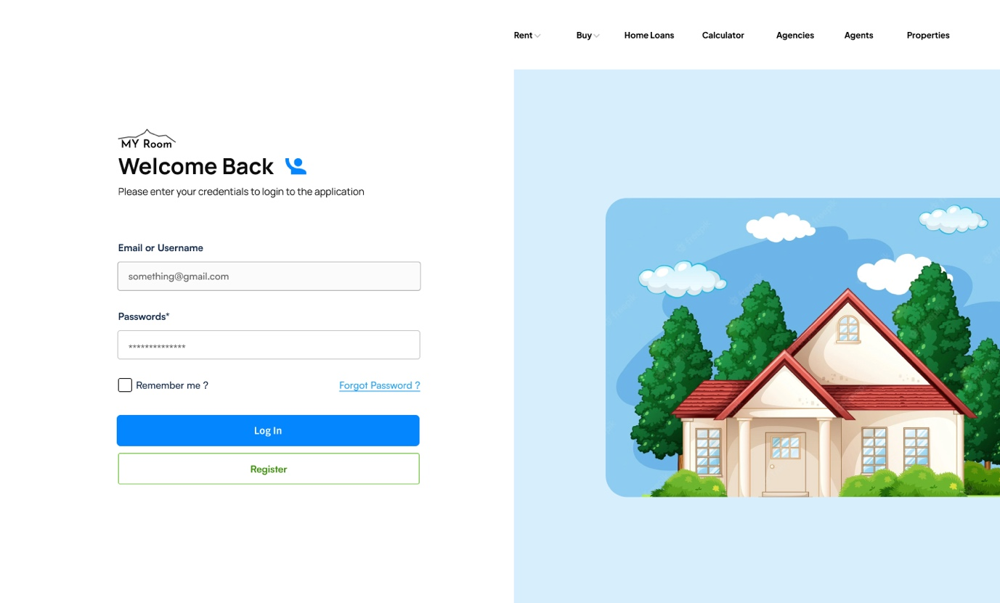 Rent Buy Home Loans Calculator Agencies Agents Properties
MY Room
Welcome Back
Please enter your credentials to login to the application
Email or Username
something@gmail.com
Passwords*
**************
Remember me ? Forgot Password ?
Log In
Register